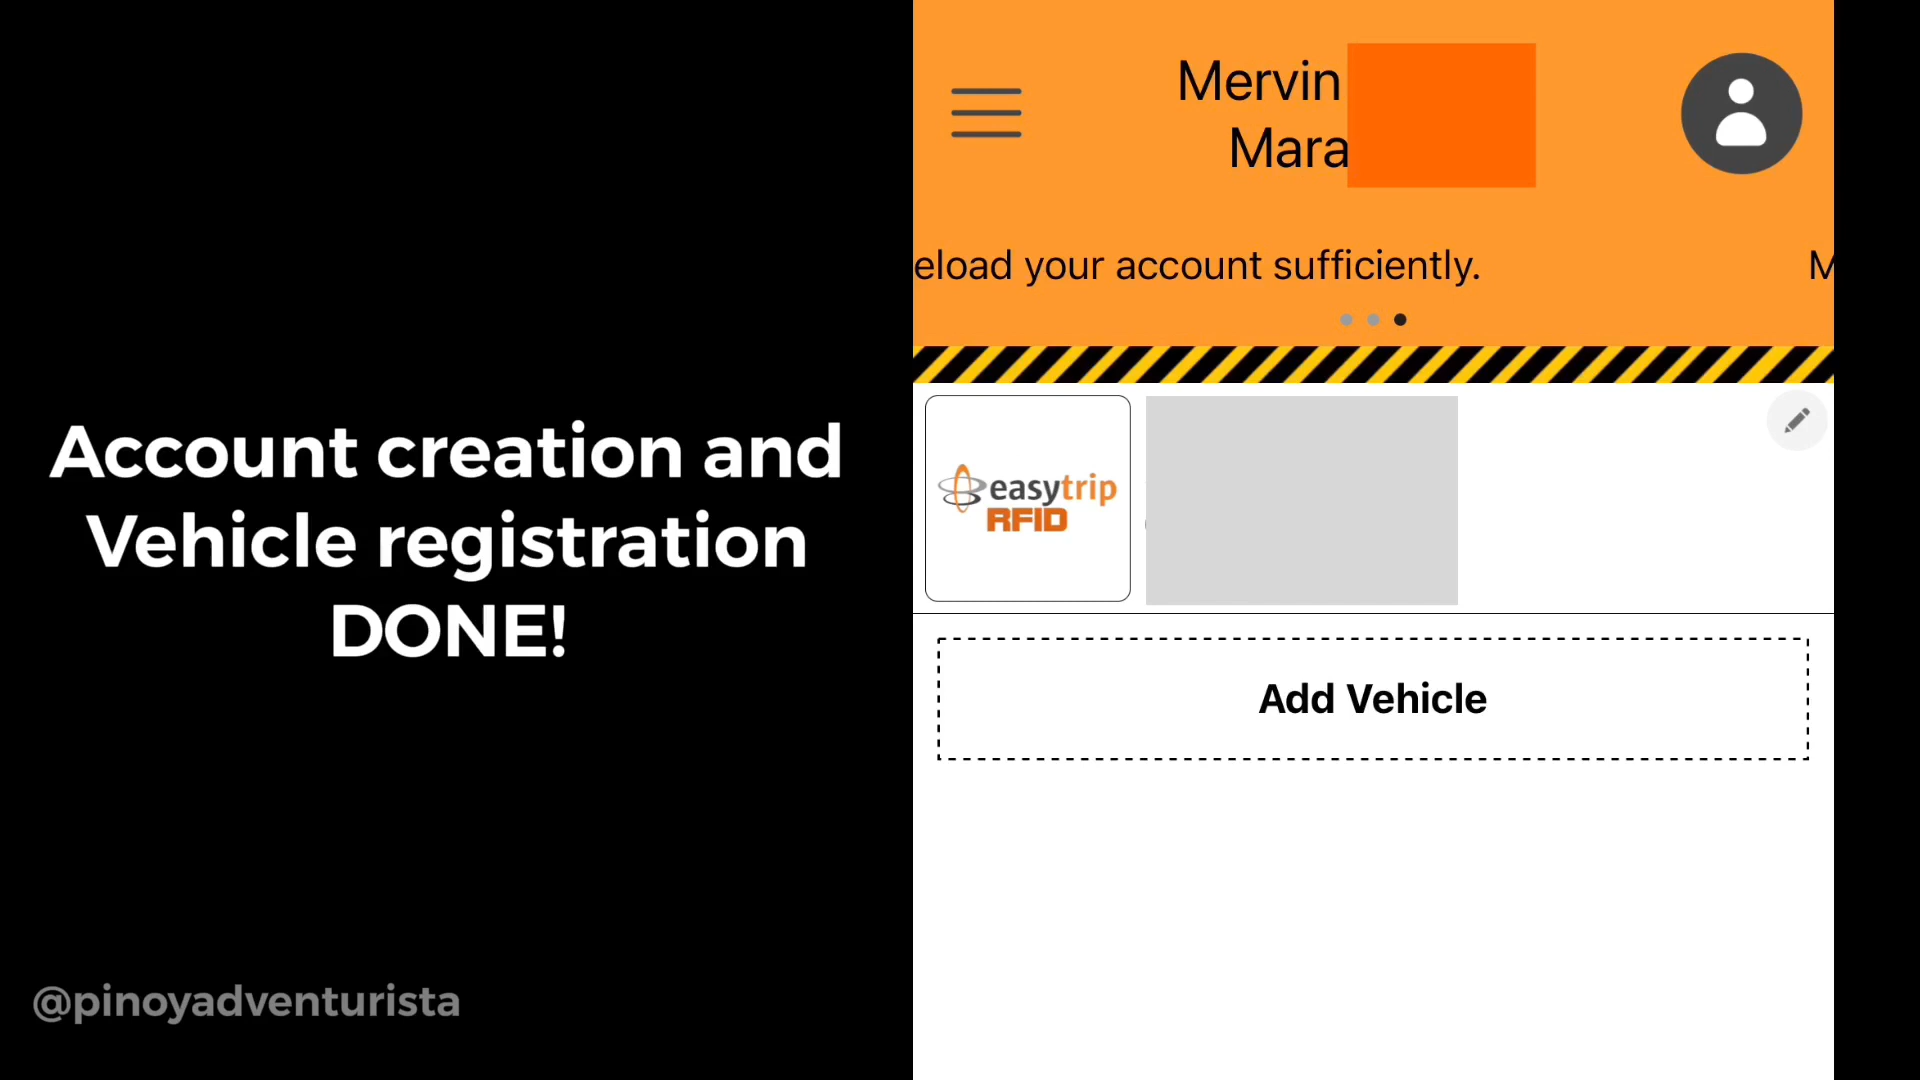 Account creation and
Vehicle registration
DONE!
@pinoyadventurista
Mervin
Mara
eload your account sufficiently. M
easytrip
RFID
Add Vehicle